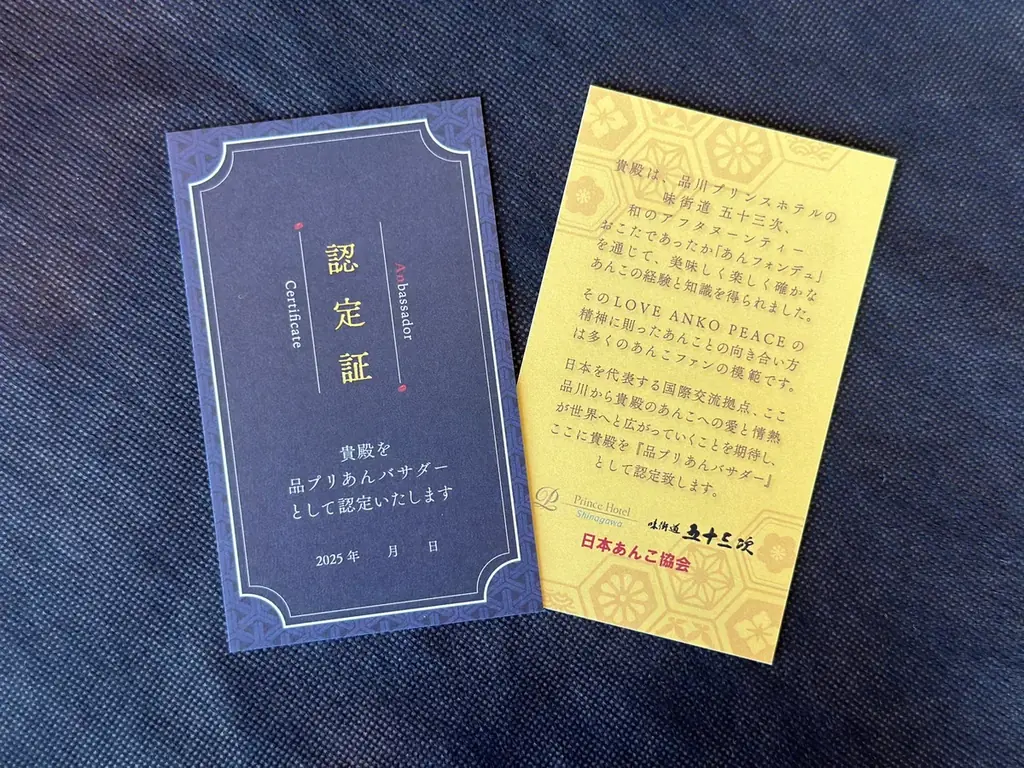 Anbassador
認定証
Certificate
貴殿を
品プリあんバサダー
として認定いたします
2025年 月 日
貴殿は、品川プリンスホテルの
味街道 五十三次、
和のアフタヌーンティー
おこたであったか「あんフォンデュ」
を通じて、美味しく楽しく確かな
あんこの経験と知識を得られました。
そのLOVE ANKO PEACEの
精神に則ったあんことの向き合い方
は多くのあんこファンの模範です。
日本を代表する国際交流拠点、ここ
品川から貴殿のあんこへの愛と情熱
が世界へと広がっていくことを期待し、
ここに貴殿を『品プリあんバサダー』
として認定致します。
Prince Hotel
Shinagawa
味街道 五十三次
日本あんこ協会